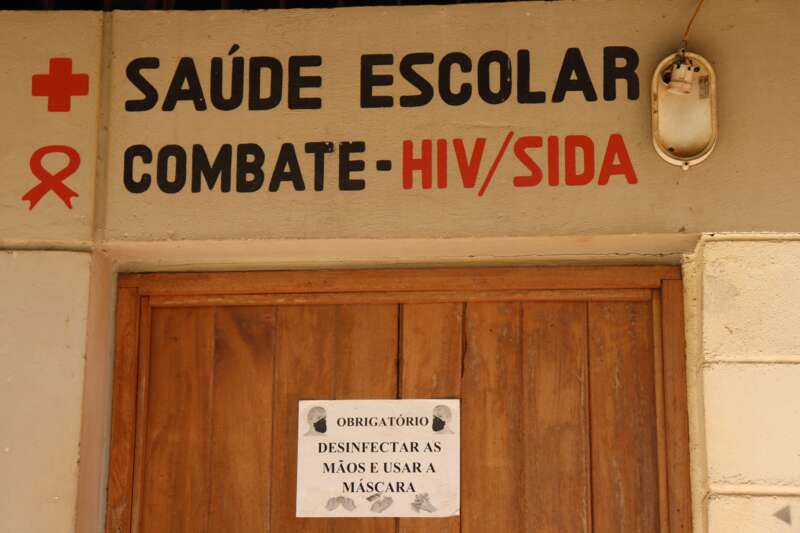 SAÚDE ESCOLAR
COMBATE - HIV/SIDA
OBRIGATÓRIO
DESINFECTAR AS
MÃOS E USAR A
MÁSCARA